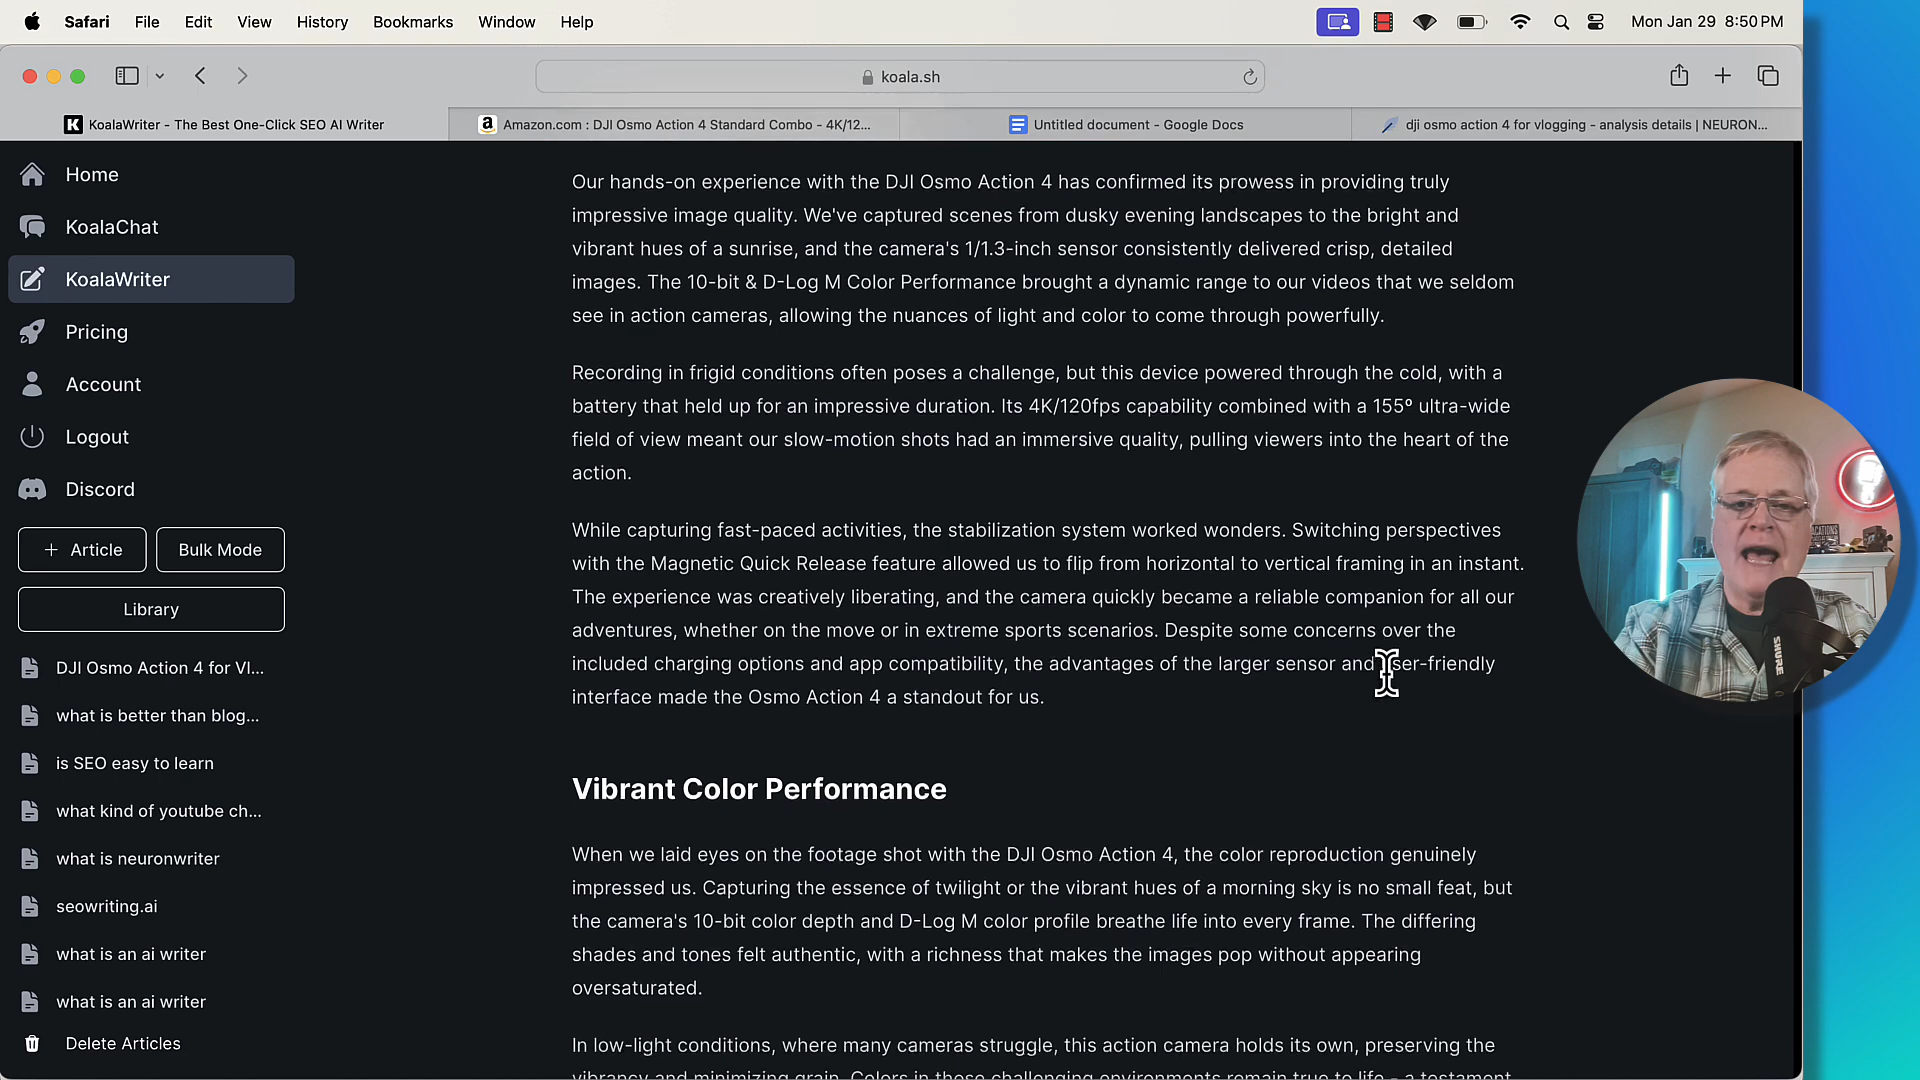 Safari File Edit View History Bookmarks Window Help Mon Jan 29 8:50 PM
koala.sh
KoalaWriter - The Best One-Click SEO AI Writer
Amazon.com : DJI Osmo Action 4 Standard Combo - 4K/12...
Untitled document - Google Docs
dji osmo action 4 for vlogging - analysis details | NEURON...
Home
KoalaChat
KoalaWriter
Pricing
Account
Logout
Discord
+ Article
Bulk Mode
Library
DJI Osmo Action 4 for Vl...
what is better than blog...
is SEO easy to learn
what kind of youtube ch...
what is neuronwriter
seowriting.ai
what is an ai writer
what is an ai writer
Delete Articles
Our hands-on experience with the DJI Osmo Action 4 has confirmed its prowess in providing truly
impressive image quality. We've captured scenes from dusky evening landscapes to the bright and
vibrant hues of a sunrise, and the camera's 1/1.3-inch sensor consistently delivered crisp, detailed
images. The 10-bit & D-Log M Color Performance brought a dynamic range to our videos that we seldom
see in action cameras, allowing the nuances of light and color to come through powerfully.
Recording in frigid conditions often poses a challenge, but this device powered through the cold, with a
battery that held up for an impressive duration. Its 4K/120fps capability combined with a 155º ultra-wide
field of view meant our slow-motion shots had an immersive quality, pulling viewers into the heart of the
action.
While capturing fast-paced activities, the stabilization system worked wonders. Switching perspectives
with the Magnetic Quick Release feature allowed us to flip from horizontal to vertical framing in an instant.
The experience was creatively liberating, and the camera quickly became a reliable companion for all our
adventures, whether on the move or in extreme sports scenarios. Despite some concerns over the
included charging options and app compatibility, the advantages of the larger sensor and user-friendly
interface made the Osmo Action 4 a standout for us.
Vibrant Color Performance
When we laid eyes on the footage shot with the DJI Osmo Action 4, the color reproduction genuinely
impressed us. Capturing the essence of twilight or the vibrant hues of a morning sky is no small feat, but
the camera's 10-bit color depth and D-Log M color profile breathe life into every frame. The differing
shades and tones felt authentic, with a richness that makes the images pop without appearing
oversaturated.
In low-light conditions, where many cameras struggle, this action camera holds its own, preserving the
vibrancy and minimizing grain. Colors in these challenging environments remain true to life - a testament
SHURE